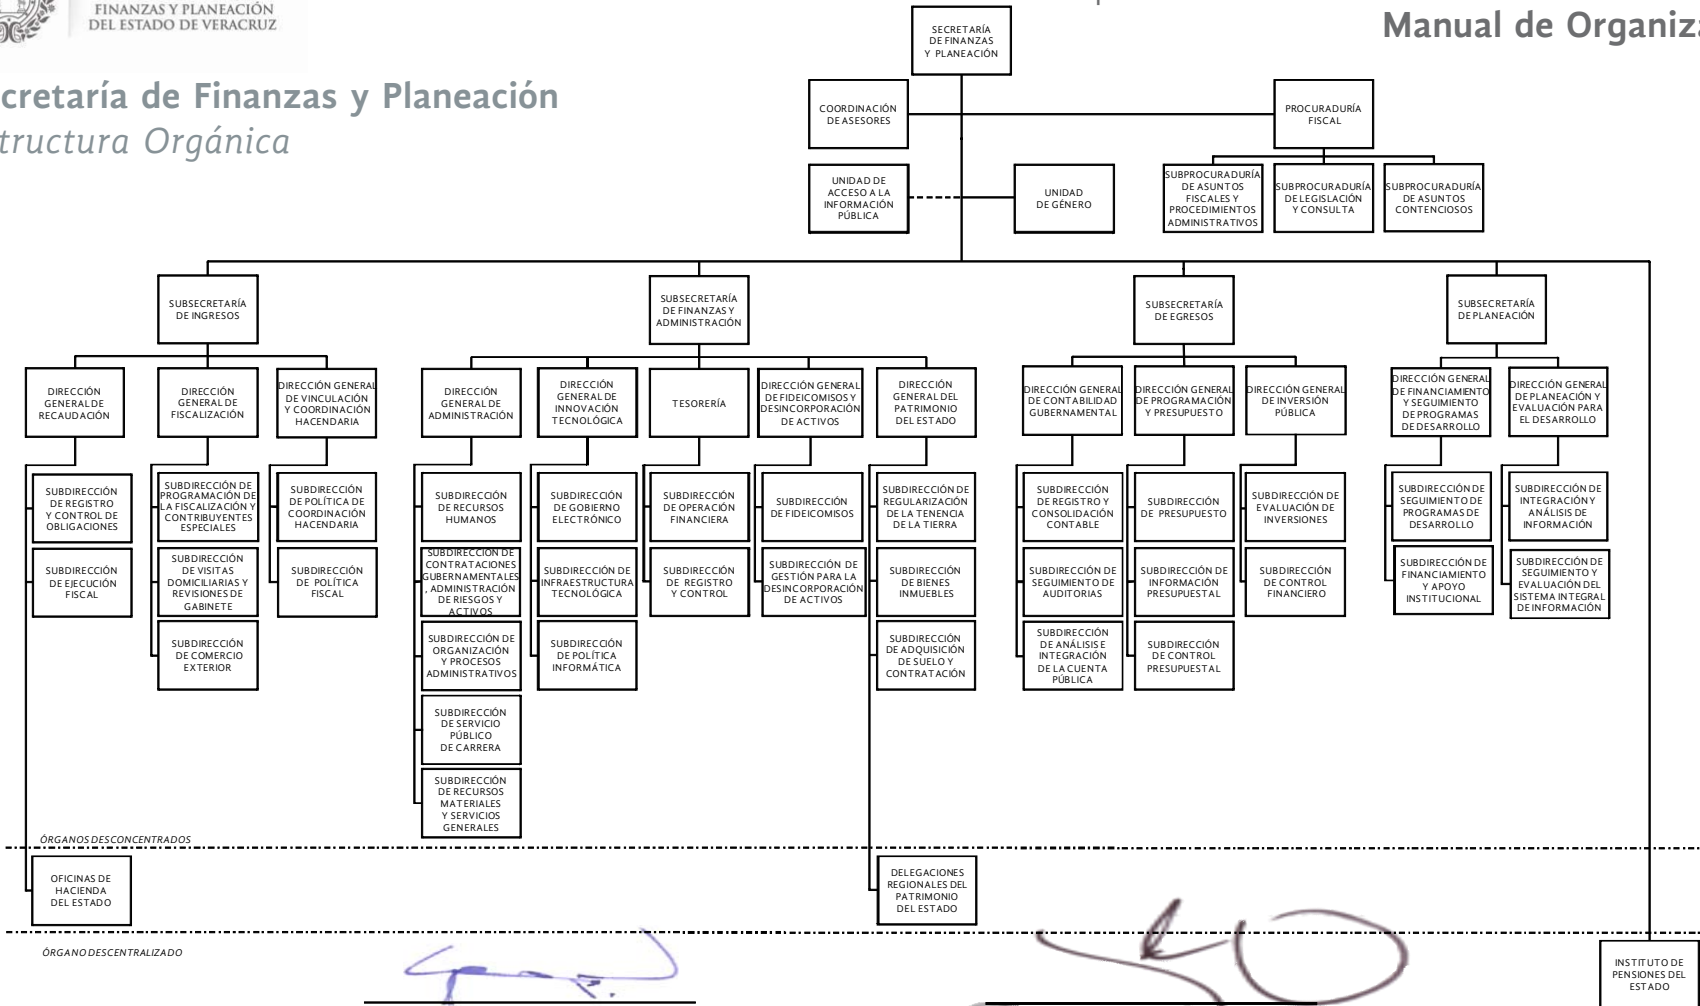 FINANZAS Y PLANEACIÓN
DEL ESTADO DE VERACRUZ
Manual de Organiza
cretaría de Finanzas y Planeación
tructura Orgánica
SECRETARÍA
DE FINANZAS
Y PLANEACIÓN
COORDINACIÓN
DE ASESORES
PROCURADURÍA
FISCAL
UNIDAD DE
ACCESO A LA
INFORMACIÓN
PÚBLICA
UNIDAD
DE GÉNERO
SUBPROCURADURÍA
DE ASUNTOS
FISCALES Y
PROCEDIMIENTOS
ADMINISTRATIVOS
SUBPROCURADURÍA
DE LEGISLACIÓN
Y CONSULTA
SUBPROCURADURÍA
DE ASUNTOS
CONTENCIOSOS
SUBSECRETARÍA
DE INGRESOS
SUBSECRETARÍA
DE FINANZAS Y
ADMINISTRACIÓN
SUBSECRETARÍA
DE EGRESOS
SUBSECRETARÍA
DE PLANEACIÓN
DIRECCIÓN
GENERAL DE
RECAUDACIÓN
DIRECCIÓN
GENERAL DE
FISCALIZACIÓN
DIRECCIÓN GENERAL
DE VINCULACIÓN
Y COORDINACIÓN
HACENDARIA
DIRECCIÓN
GENERAL DE
ADMINISTRACIÓN
DIRECCIÓN
GENERAL DE
INNOVACIÓN
TECNOLÓGICA
TESORERÍA
DIRECCIÓN GENERAL
DE FIDEICOMISOS Y
DESINCORPORACIÓN
DE ACTIVOS
DIRECCIÓN
GENERAL DEL
PATRIMONIO
DEL ESTADO
DIRECCIÓN GENERAL
DE CONTABILIDAD
GUBERNAMENTAL
DIRECCIÓN GENERAL
DE PROGRAMACIÓN
Y PRESUPUESTO
DIRECCIÓN GENERAL
DE INVERSIÓN
PÚBLICA
DIRECCIÓN GENERAL
DE FINANCIAMIENTO
Y SEGUIMIENTO
DE PROGRAMAS
DE DESARROLLO
DIRECCIÓN GENERAL
DE PLANEACIÓN Y
EVALUACIÓN PARA
EL DESARROLLO
SUBDIRECCIÓN
DE REGISTRO
Y CONTROL DE
OBLIGACIONES
SUBDIRECCIÓN DE
PROGRAMACIÓN DE
LA FISCALIZACIÓN Y
CONTRIBUYENTES
ESPECIALES
SUBDIRECCIÓN
DE POLÍTICA DE
COORDINACIÓN
HACENDARIA
SUBDIRECCIÓN
DE RECURSOS
HUMANOS
SUBDIRECCIÓN
DE GOBIERNO
ELECTRÓNICO
SUBDIRECCIÓN
DE OPERACIÓN
FINANCIERA
SUBDIRECCIÓN
DE FIDEICOMISOS
SUBDIRECCIÓN DE
REGULARIZACIÓN
DE LA TENENCIA
DE LA TIERRA
SUBDIRECCIÓN
DE REGISTRO Y
CONSOLIDACIÓN
CONTABLE
SUBDIRECCIÓN
DE PRESUPUESTO
SUBDIRECCIÓN DE
EVALUACIÓN DE
INVERSIONES
SUBDIRECCIÓN DE
SEGUIMIENTO DE
PROGRAMAS DE
DESARROLLO
SUBDIRECCIÓN DE
INTEGRACIÓN Y
ANÁLISIS DE
INFORMACIÓN
SUBDIRECCIÓN
DE EJECUCIÓN
FISCAL
SUBDIRECCIÓN
DE VISITAS
DOMICILIARIAS Y
REVISIONES DE
GABINETE
SUBDIRECCIÓN
DE POLÍTICA
FISCAL
SUBDIRECCION DE
CONTRATACIONES
GUBERNAMENTALES
, ADMINISTRACIÓN
DE RIESGOS Y
ACTIVOS
SUBDIRECCIÓN DE
INFRAESTRUCTURA
TECNOLÓGICA
SUBDIRECCIÓN
DE REGISTRO
Y CONTROL
SUBDIRECCIÓN DE
GESTIÓN PARA LA
DESINCORPORACIÓN
DE ACTIVOS
SUBDIRECCIÓN
DE BIENES
INMUEBLES
SUBDIRECCIÓN DE
SEGUIMIENTO DE
AUDITORIAS
SUBDIRECCIÓN DE
INFORMACIÓN
PRESUPUESTAL
SUBDIRECCIÓN
DE CONTROL
FINANCIERO
SUBDIRECCIÓN DE
FINANCIAMIENTO
Y APOYO
INSTITUCIONAL
SUBDIRECCIÓN DE
SEGUIMIENTO Y
EVALUACIÓN DEL
SISTEMA INTEGRAL
DE INFORMACIÓN
SUBDIRECCIÓN
DE COMERCIO
EXTERIOR
SUBDIRECCIÓN DE
ORGANIZACIÓN
Y PROCESOS
ADMINISTRATIVOS
SUBDIRECCIÓN
DE POLÍTICA
INFORMÁTICA
SUBDIRECCIÓN
DE ADQUISICIÓN
DE SUELO Y
CONTRATACIÓN
SUBDIRECCIÓN
DE ANÁLISIS E
INTEGRACIÓN
DE LA CUENTA
PÚBLICA
SUBDIRECCIÓN
DE CONTROL
PRESUPUESTAL
SUBDIRECCIÓN
DE SERVICIO
PÚBLICO
DE CARRERA
SUBDIRECCIÓN
DE RECURSOS
MATERIALES
Y SERVICIOS
GENERALES
ÓRGANOS DESCONCENTRADOS
OFICINAS DE
HACIENDA
DEL ESTADO
DELEGACIONES
REGIONALES DEL
PATRIMONIO
DEL ESTADO
ÓRGANO DESCENTRALIZADO
INSTITUTO DE
PENSIONES DEL
ESTADO